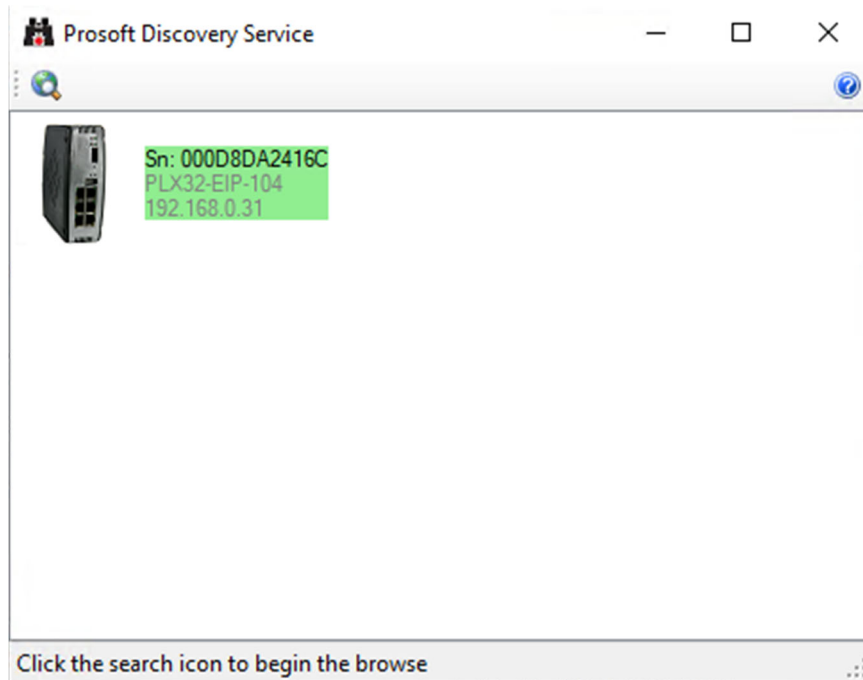 Prosoft Discovery Service
Sn: 000D8DA2416C
PLX32-EIP-104
192.168.0.31
Click the search icon to begin the browse